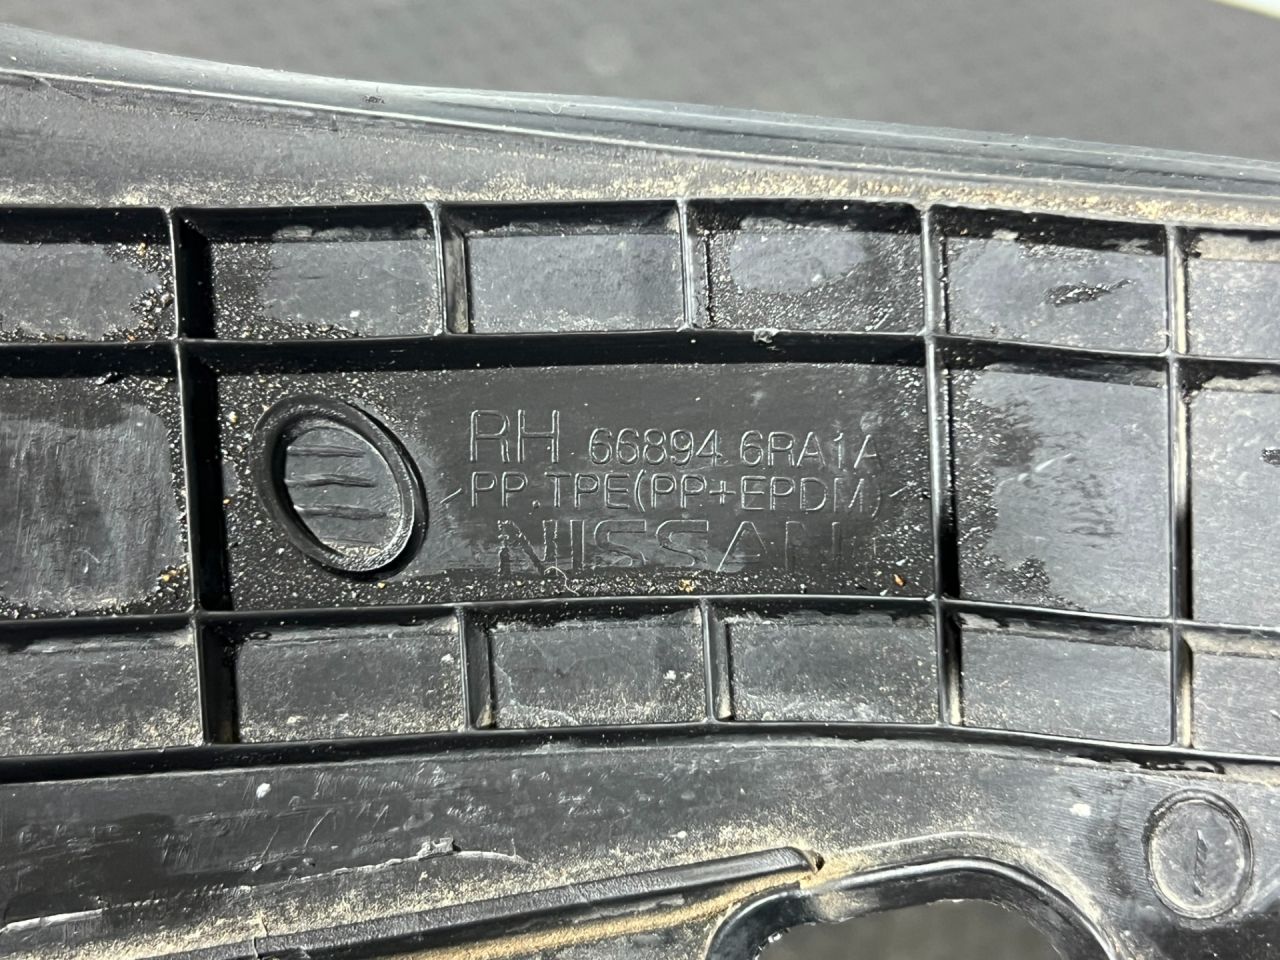 RH 66894 6RA1A
PP.TPE(PP+EPDM)
NISSAN